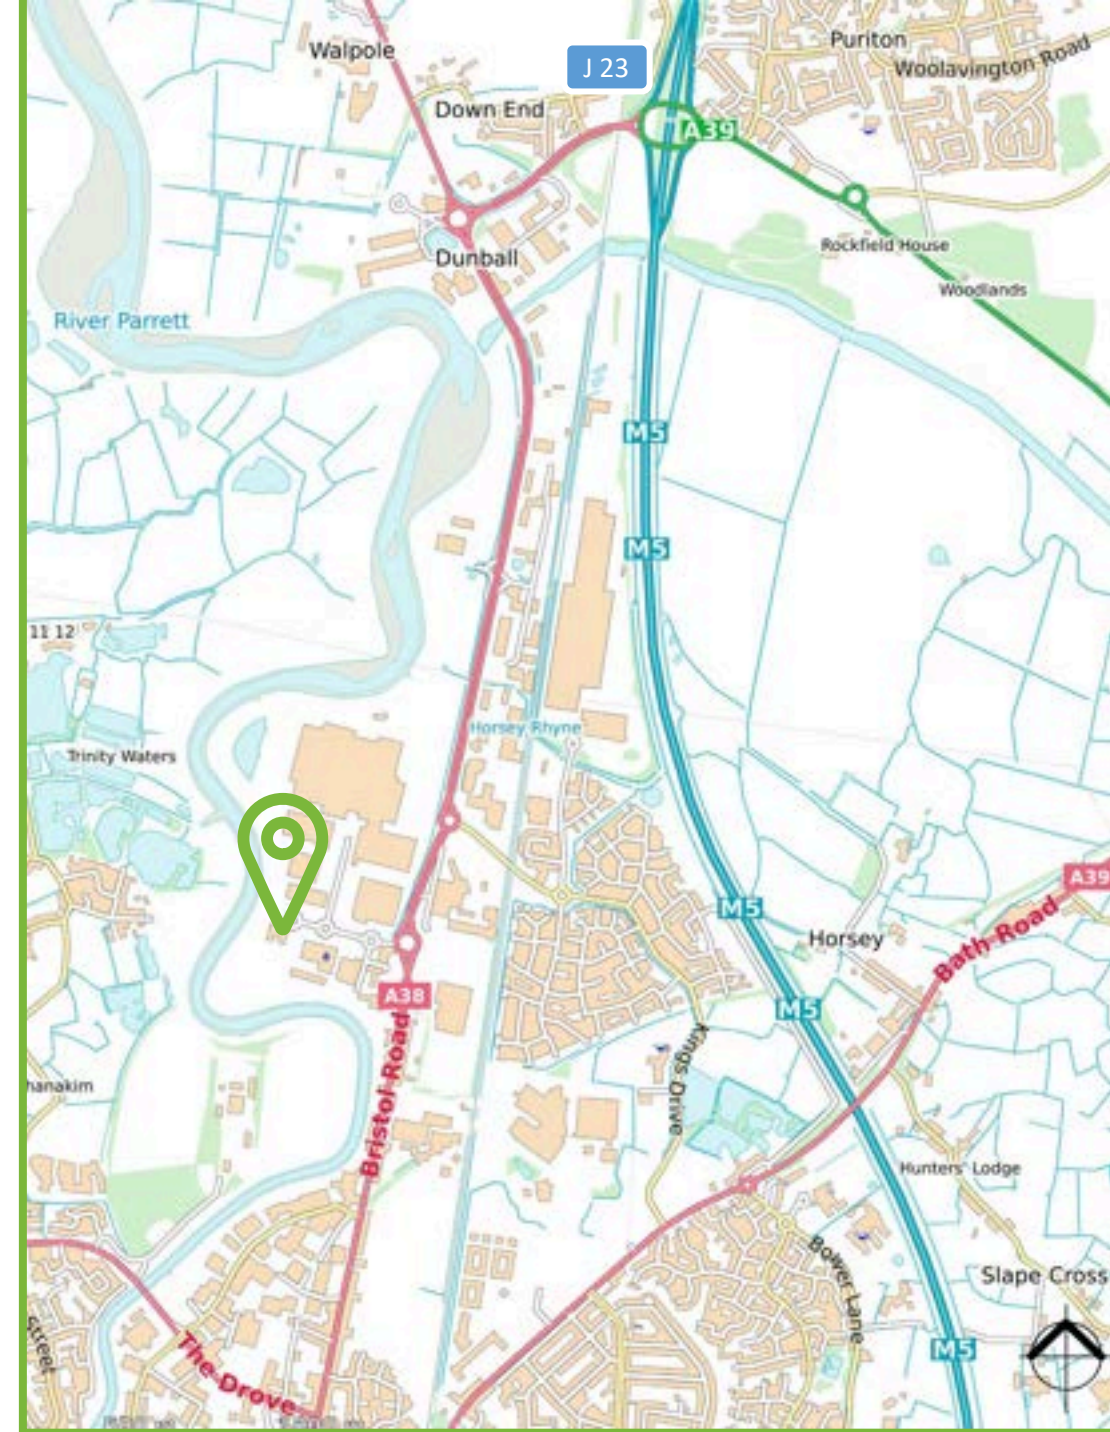 Walpole
J 23
Puriton
Woolavington Road
Down End
A39
Dunball
Rockfield House
Woodlands
River Parrett
M5
M5
11 12
Horsey Rhyne
Trinity Waters
A39
M5
Horsey
Bath Road
A38
M5
Bristol Road
Kings Drive
hanakim
Hunters' Lodge
Bower Lane
Slape Cross
street
The Drove
M5